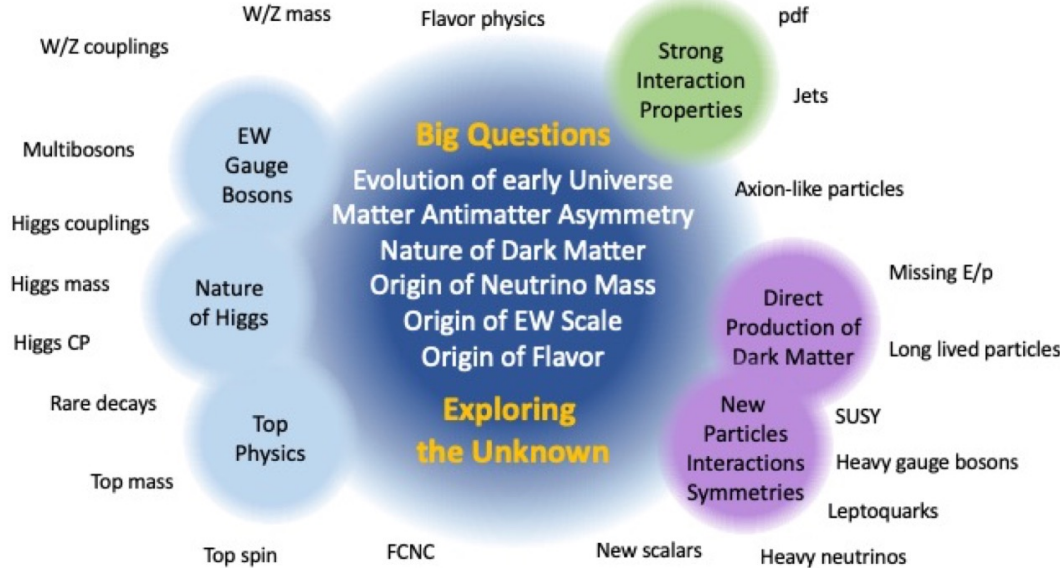 W/Z mass
Flavor physics
pdf
W/Z couplings
Strong
Interaction
Properties
Jets
EW
Gauge
Bosons
Multibosons
Big Questions
Evolution of early Universe
Matter Antimatter Asymmetry
Nature of Dark Matter
Origin of Neutrino Mass
Origin of EW Scale
Origin of Flavor
Exploring
the Unknown
Axion-like particles
Higgs couplings
Higgs mass
Higgs CP
Nature
of Higgs
Missing E/p
Direct
Production of
Dark Matter
Long lived particles
Rare decays
Top
Physics
Top mass
New
Particles
Interactions
Symmetries
SUSY
Heavy gauge bosons
Leptoquarks
Top spin
FCNC
New scalars
Heavy neutrinos